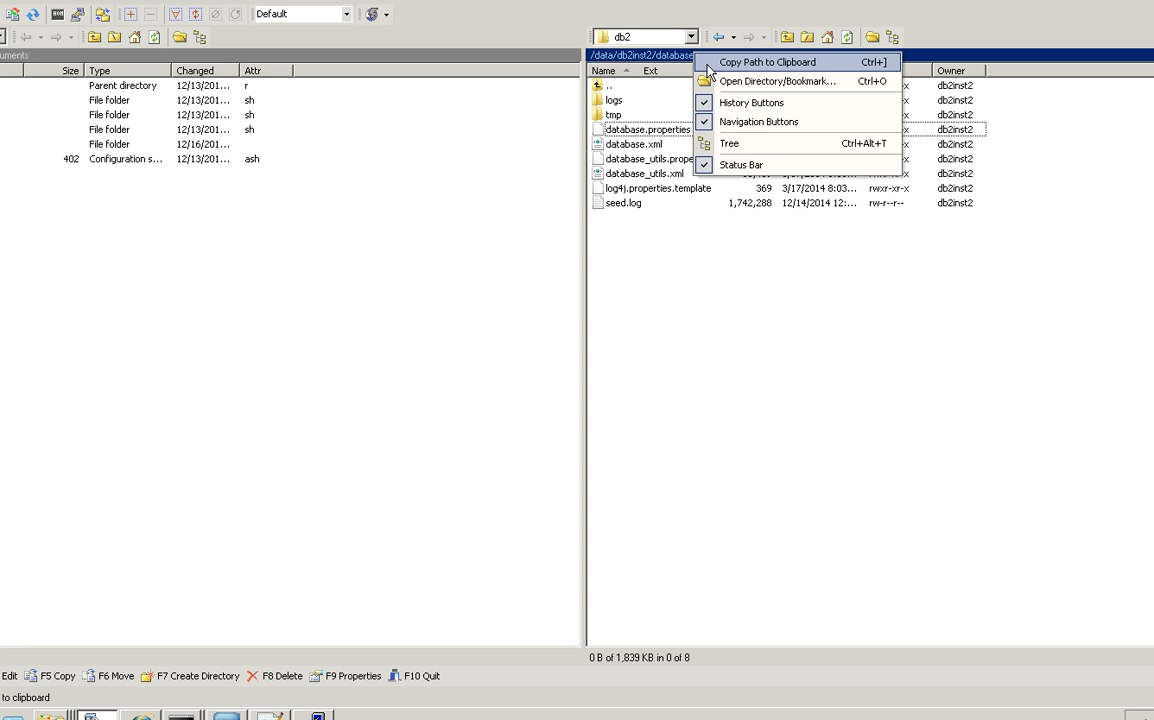 Default
db2
uments
/data/db2inst2/database
Copy Path to Clipboard Ctrl+]
Size Type Changed Attr
Name Ext Owner
Parent directory 12/13/201... r
.. -x db2inst2
Open Directory/Bookmark... Ctrl+O
File folder 12/13/201... sh
logs db2inst2
History Buttons
File folder 12/13/201... sh
tmp -x db2inst2
Navigation Buttons
File folder 12/13/201... sh
database.properties -x db2inst2
File folder 12/16/201...
database.xml -x db2inst2
Tree Ctrl+Alt+T
402 Configuration s... 12/13/201... ash
database_utils.prope -x db2inst2
Status Bar
database_utils.xml rwxr-xr-x db2inst2
log4j.properties.template 369 3/17/2014 8:03... rwxr-xr-x db2inst2
seed.log 1,742,288 12/14/2014 12:... rw-r--r-- db2inst2
0 B of 1,839 KB in 0 of 8
Edit F5 Copy F6 Move F7 Create Directory F8 Delete F9 Properties F10 Quit
to clipboard